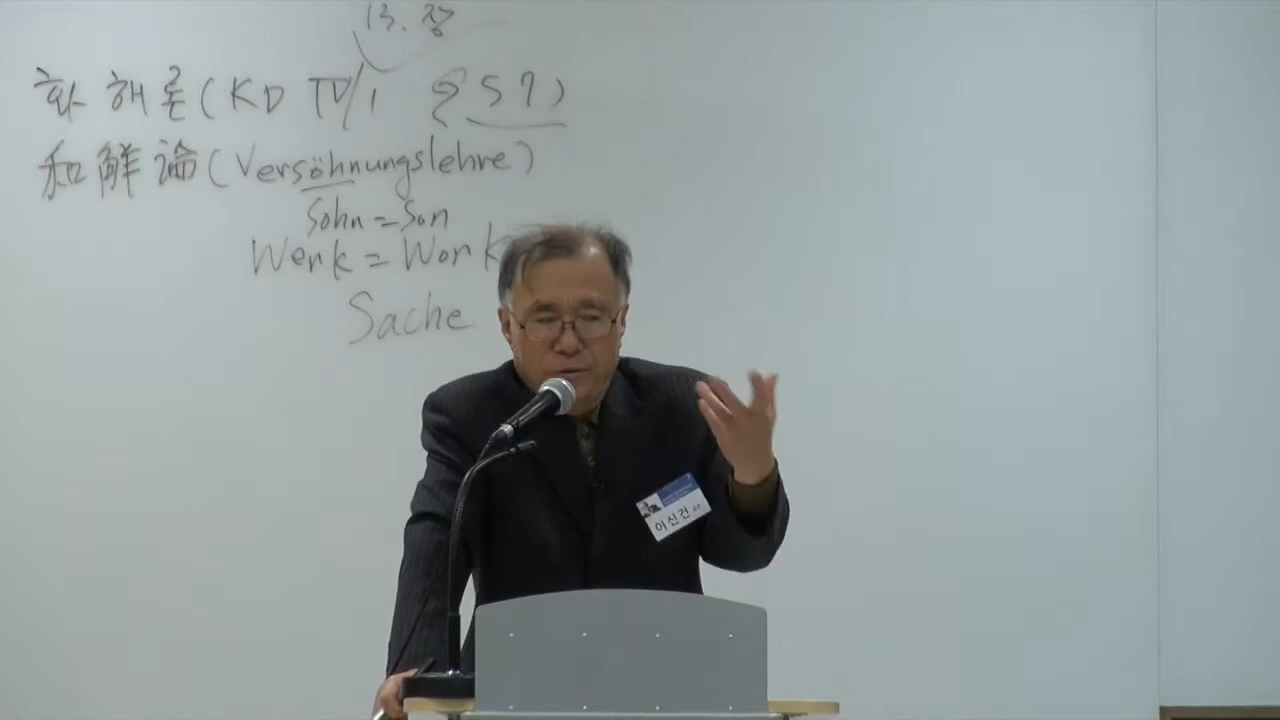 13. 장
화해론(KD IV/1 §57)
和解論(Versöhnungslehre)
Sohn = Son
Werk = Work
Sache
이신건